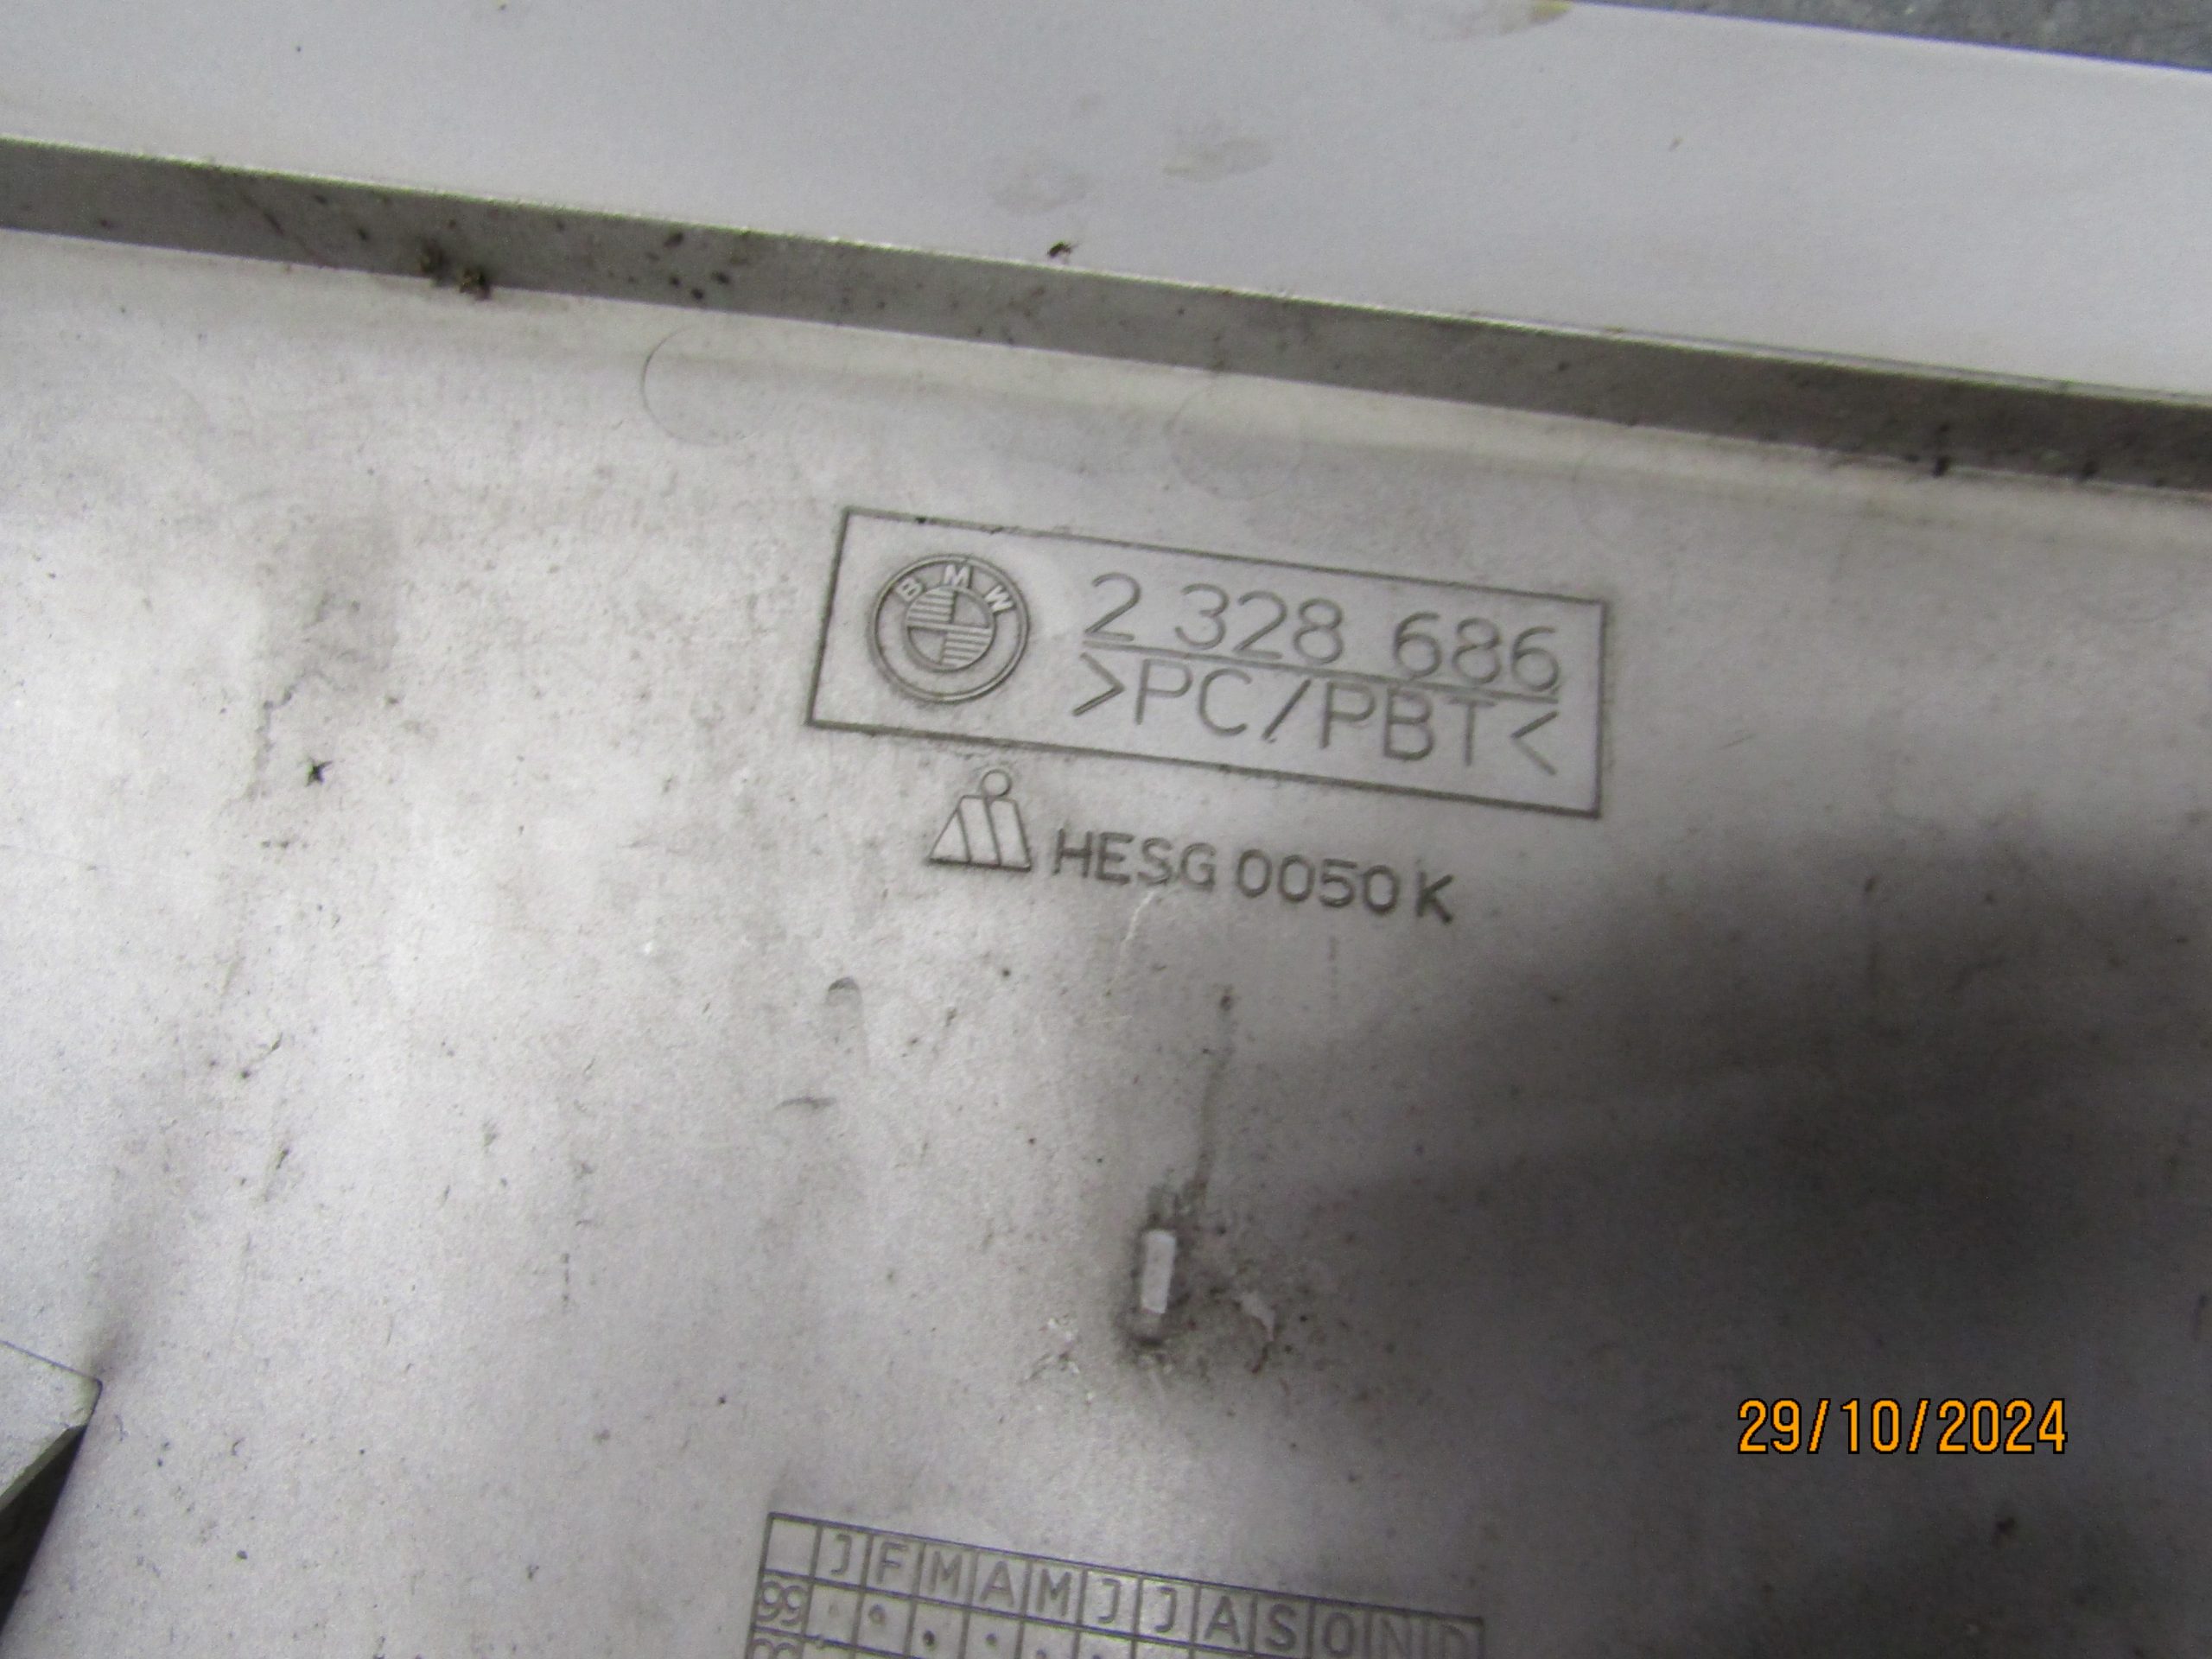 BMW
2 328 686
>PC/PBT<
HESG 0050 K
29/10/2024
J F M A M J J A S O N D
99